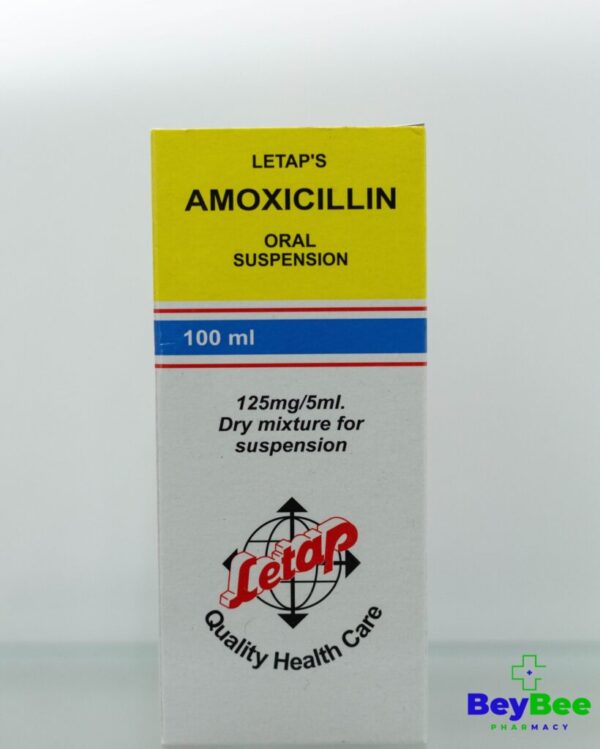 LETAP'S
AMOXICILLIN
ORAL
SUSPENSION
100 ml
125mg/5ml.
Dry mixture for
suspension
Letap
Quality Health Care
BeyBee
PHARMACY